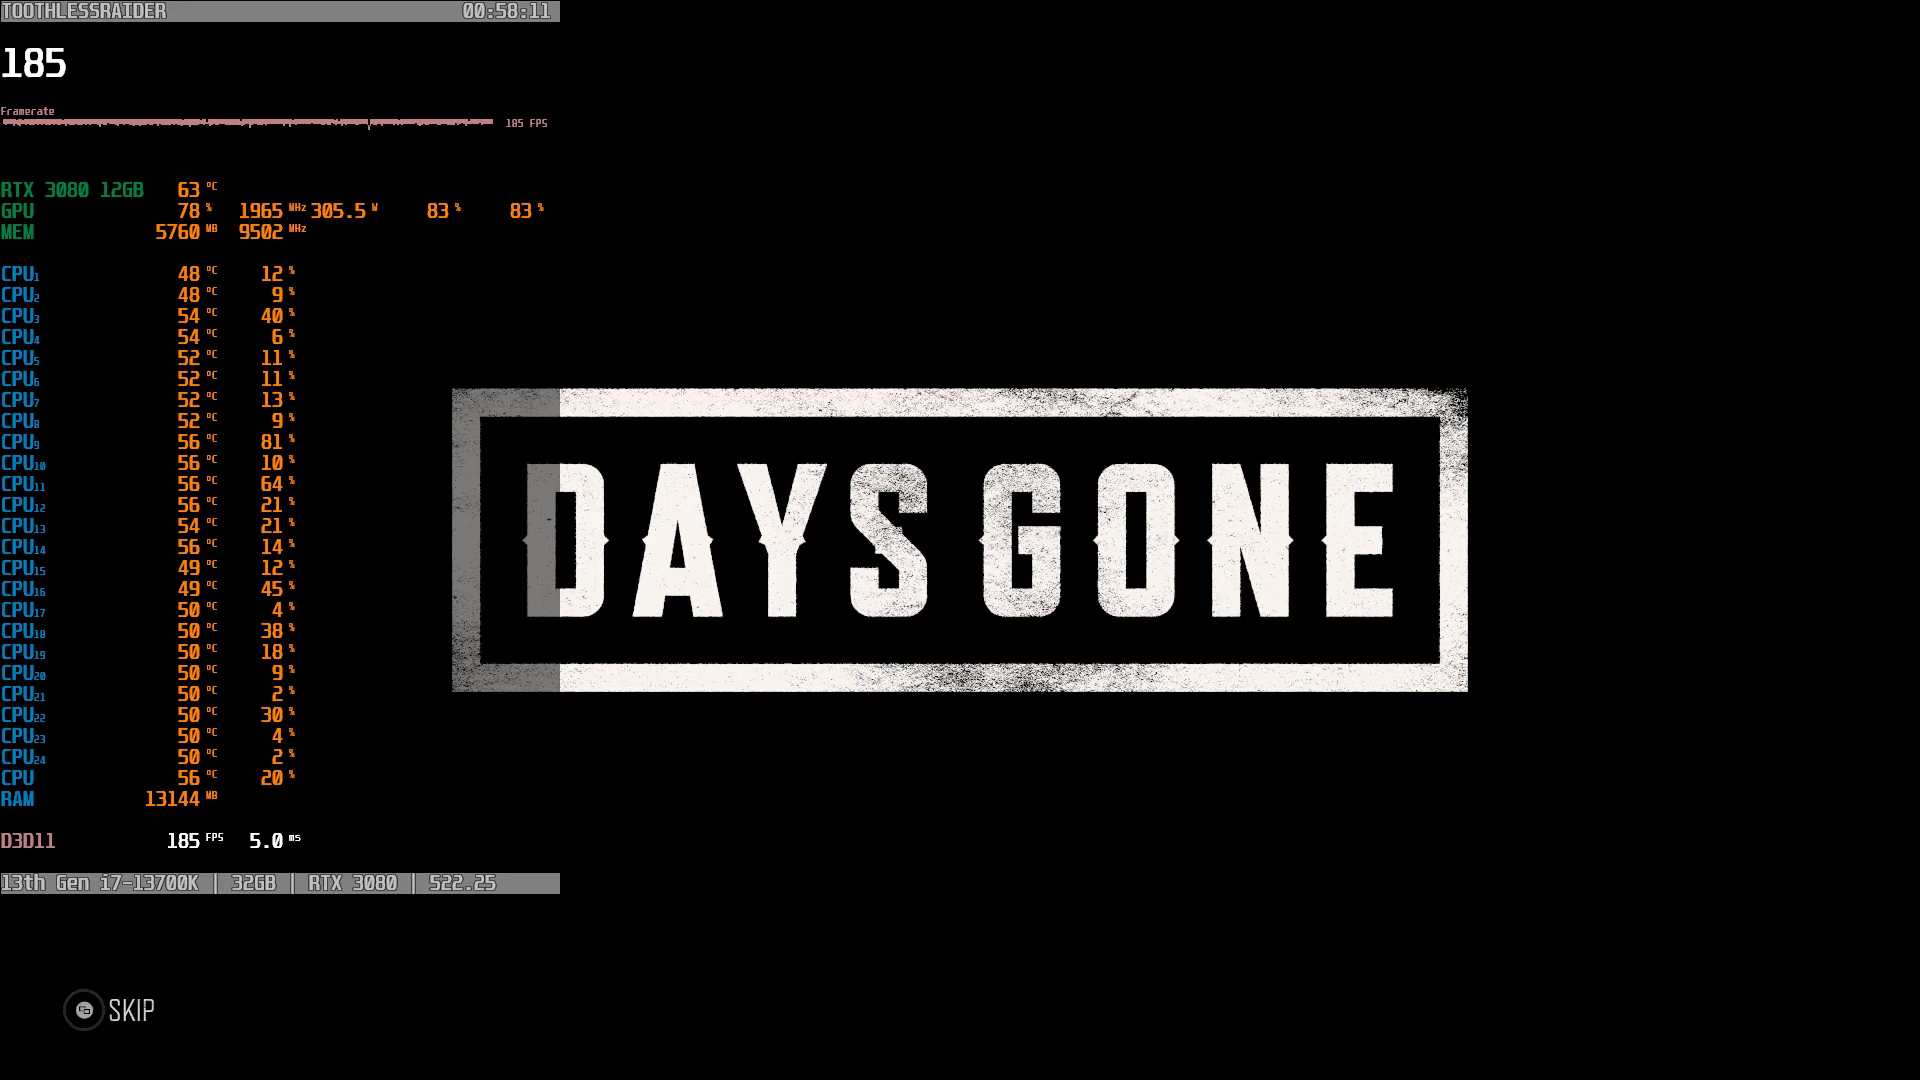 TOOTHLESSRAIDER 00:58:11
185
Framerate
185 FPS
RTX 3080 12GB 63 °C
GPU 78 % 1965 MHz 305.5 W 83 % 83 %
MEM 5760 MB 9502 MHz
CPU1 48 °C 12 %
CPU2 48 °C 9 %
CPU3 54 °C 40 %
CPU4 54 °C 6 %
CPU5 52 °C 11 %
CPU6 52 °C 11 %
CPU7 52 °C 13 %
CPU8 52 °C 9 %
CPU9 56 °C 81 %
CPU10 56 °C 10 %
CPU11 56 °C 64 %
CPU12 56 °C 21 %
CPU13 54 °C 21 %
CPU14 56 °C 14 %
CPU15 49 °C 12 %
CPU16 49 °C 45 %
CPU17 50 °C 4 %
CPU18 50 °C 38 %
CPU19 50 °C 18 %
CPU20 50 °C 9 %
CPU21 50 °C 2 %
CPU22 50 °C 30 %
CPU23 50 °C 4 %
CPU24 50 °C 2 %
CPU 56 °C 20 %
RAM 13144 MB
D3D11 185 FPS 5.0 ms
13th Gen i7-13700K | 32GB | RTX 3080 | 522.25
DAYS GONE
SKIP